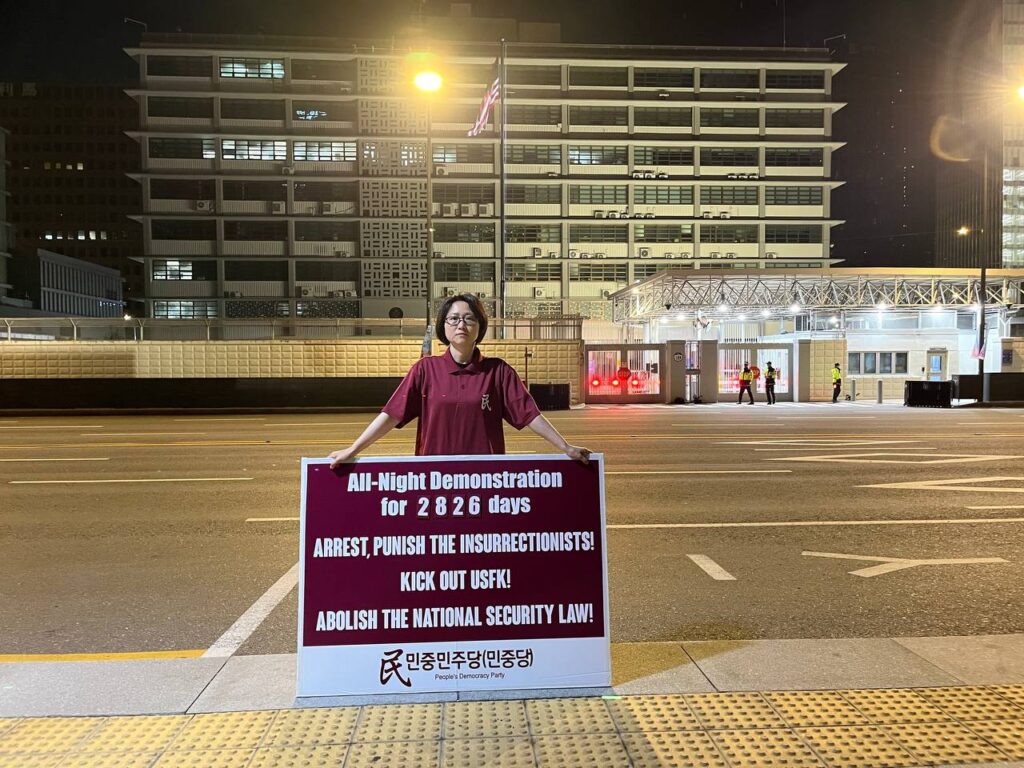 民
All-Night Demonstration
for 2826 days
ARREST, PUNISH THE INSURRECTIONISTS!
KICK OUT USFK!
ABOLISH THE NATIONAL SECURITY LAW!
民 민중민주당(민중당)
People's Democracy Party